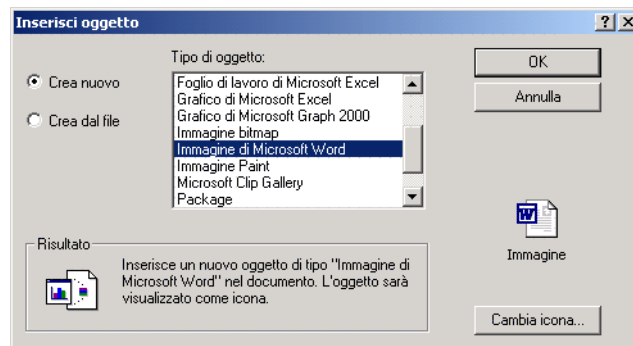 Inserisci oggetto
Tipo di oggetto:
Crea nuovo
Crea dal file
Foglio di lavoro di Microsoft Excel
Grafico di Microsoft Excel
Grafico di Microsoft Graph 2000
Immagine bitmap
Immagine di Microsoft Word
Immagine Paint
Microsoft Clip Gallery
Package
OK
Annulla
Immagine
Risultato
Inserisce un nuovo oggetto di tipo "Immagine di
Microsoft Word" nel documento. L'oggetto sarà
visualizzato come icona.
Cambia icona...